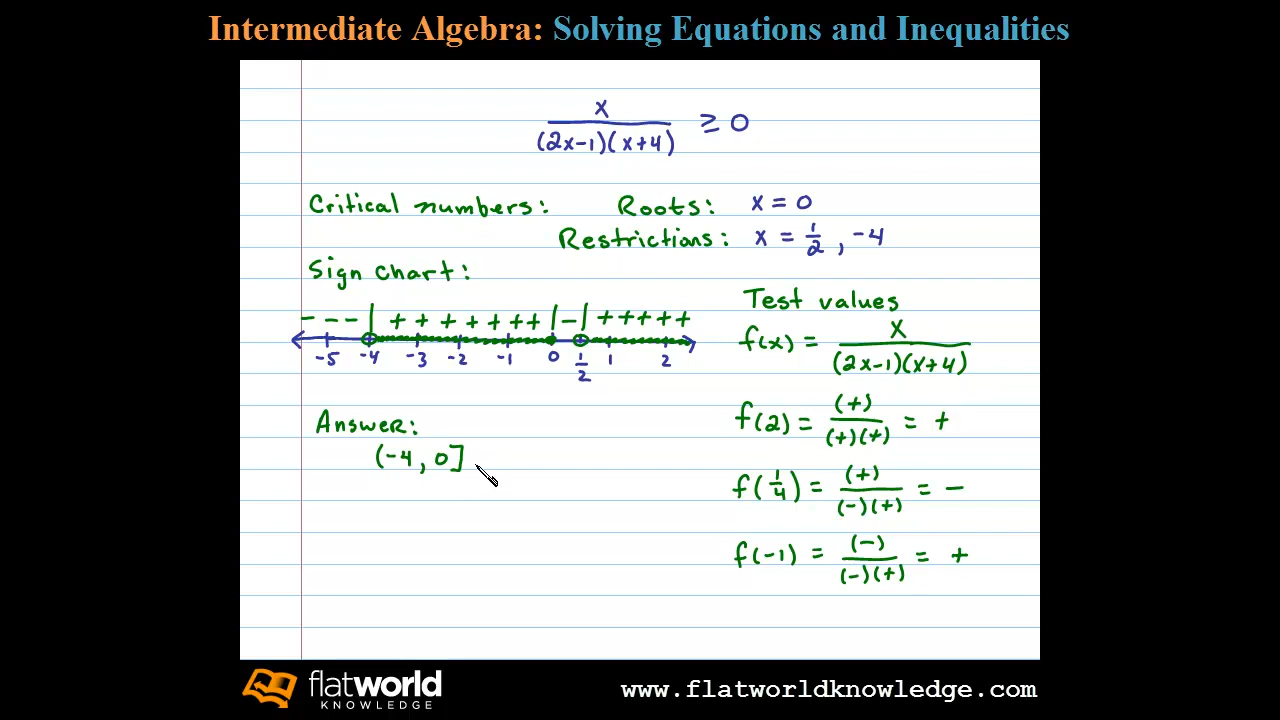 Intermediate Algebra: Solving Equations and Inequalities
x
(2x-1)(x+4)
≥ 0
Critical numbers: Roots: x = 0
Restrictions: x = 1/2, -4
Sign chart:
- - - | + + + + + + + | - | + + + + +
-5 -4 -3 -2 -1 0 1/2 1 2
Test values
f(x) = x / (2x-1)(x+4)
f(2) = (+) / (+)(+) = +
f(1/4) = (+) / (-)(+) = -
f(-1) = (-) / (-)(+) = +
Answer:
(-4, 0]
flatworld
KNOWLEDGE
www.flatworldknowledge.com